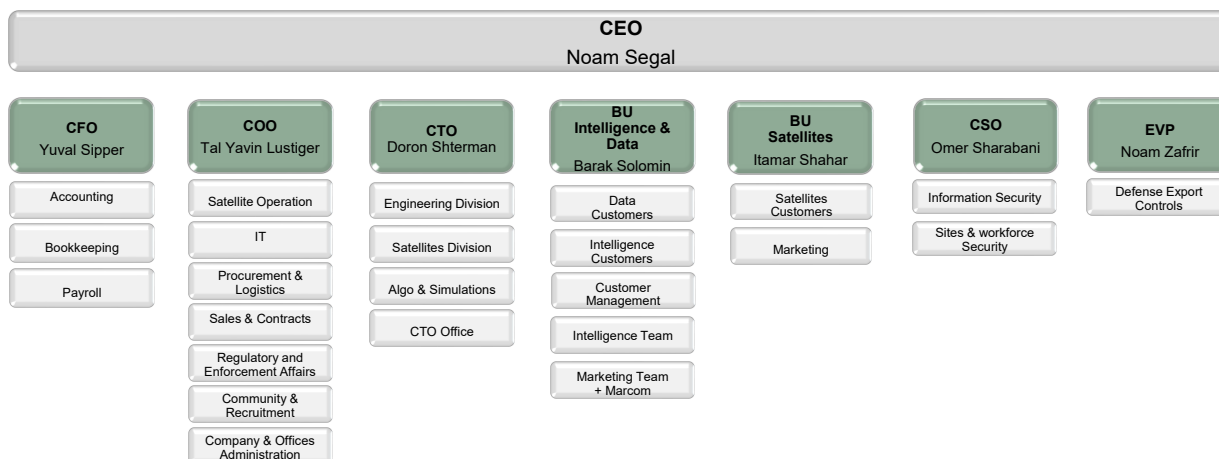 CEO
Noam Segal
CFO
Yuval Sipper
Accounting
Bookkeeping
Payroll
COO
Tal Yavin Lustiger
Satellite Operation
IT
Procurement &
Logistics
Sales & Contracts
Regulatory and
Enforcement Affairs
Community &
Recruitment
Company & Offices
Administration
CTO
Doron Shterman
Engineering Division
Satellites Division
Algo & Simulations
CTO Office
BU
Intelligence &
Data
Barak Solomin
Data
Customers
Intelligence
Customers
Customer
Management
Intelligence Team
Marketing Team
+ Marcom
BU
Satellites
Itamar Shahar
Satellites
Customers
Marketing
CSO
Omer Sharabani
Information Security
Sites & workforce
Security
EVP
Noam Zafrir
Defense Export
Controls